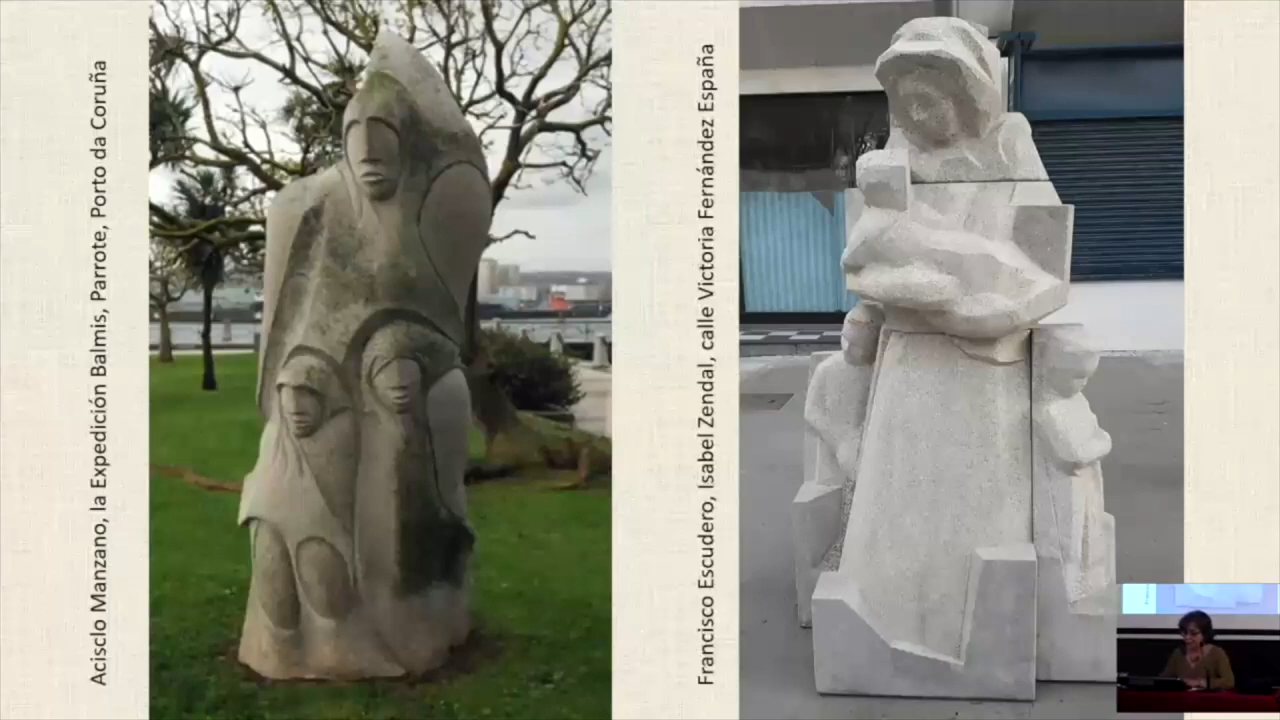 Acisclo Manzano, la Expedición Balmis, Parrote, Porto da Coruña
Francisco Escudero, Isabel Zendal, calle Victoria Fernández España